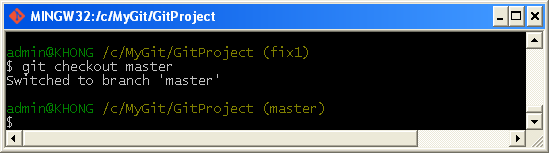 MINGW32:/c/MyGit/GitProject
admin@KHONG /c/MyGit/GitProject (fix1)
$ git checkout master
Switched to branch 'master'
admin@KHONG /c/MyGit/GitProject (master)
$